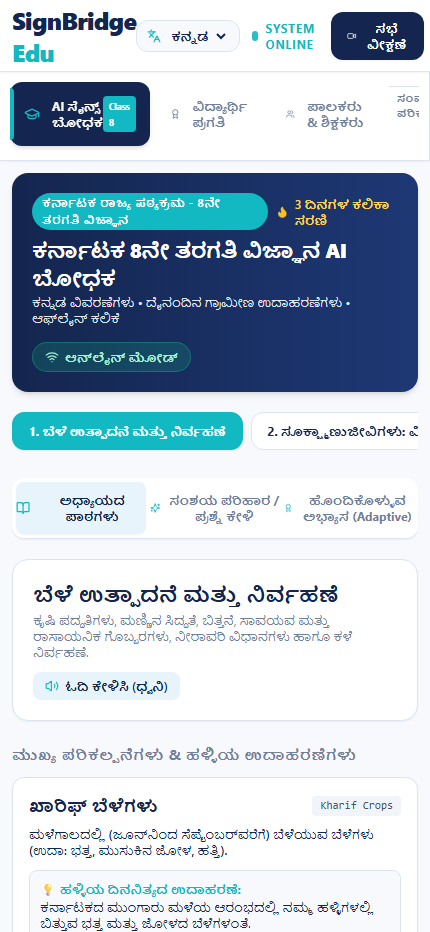 SignBridge
Edu
ಕನ್ನಡ
SYSTEM
ONLINE
ಸಭೆ
ವೀಕ್ಷಣೆ
AI ಸೈನ್ಸ್
ಬೋಧಕ
Class
8
ವಿದ್ಯಾರ್ಥಿ
ಪ್ರಗತಿ
ಪಾಲಕರು
& ಶಿಕ್ಷಕರು
ಕರ್ನಾಟಕ ರಾಜ್ಯ ಪಠ್ಯಕ್ರಮ - 8ನೇ
ತರಗತಿ ವಿಜ್ಞಾನ
3 ದಿನಗಳ ಕಲಿಕಾ
ಸರಣಿ
ಕರ್ನಾಟಕ 8ನೇ ತರಗತಿ ವಿಜ್ಞಾನ AI
ಬೋಧಕ
ಕನ್ನಡ ವಿವರಣೆಗಳು • ದೈನಂದಿನ ಗ್ರಾಮೀಣ ಉದಾಹರಣೆಗಳು •
ಆಫ್‌ಲೈನ್ ಕಲಿಕೆ
ಆನ್‌ಲೈನ್ ಮೋಡ್
1. ಬೆಳೆ ಉತ್ಪಾದನೆ ಮತ್ತು ನಿರ್ವಹಣೆ
2. ಸೂಕ್ಷ್ಮಾಣುಜೀವಿಗಳು:
ಅಧ್ಯಾಯದ
ಪಾಠಗಳು
ಸಂಶಯ ಪರಿಹಾರ /
ಪ್ರಶ್ನೆ ಕೇಳಿ
ಹೊಂದಿಕೊಳ್ಳುವ
ಅಭ್ಯಾಸ (Adaptive)
ಬೆಳೆ ಉತ್ಪಾದನೆ ಮತ್ತು ನಿರ್ವಹಣೆ
ಕೃಷಿ ಪದ್ಧತಿಗಳು, ಮಣ್ಣಿನ ಸಿದ್ಧತೆ, ಬಿತ್ತನೆ, ಸಾವಯವ ಮತ್ತು
ರಾಸಾಯನಿಕ ಗೊಬ್ಬರಗಳು, ನೀರಾವರಿ ವಿಧಾನಗಳು ಹಾಗೂ ಕಳೆ
ನಿರ್ವಹಣೆ.
ಓದಿ ಕೇಳಿಸಿ (ಧ್ವನಿ)
ಮುಖ್ಯ ಪರಿಕಲ್ಪನೆಗಳು & ಹಳ್ಳಿಯ ಉದಾಹರಣೆಗಳು
ಖಾರಿಫ್ ಬೆಳೆಗಳು
Kharif Crops
ಮಳೆಗಾಲದಲ್ಲಿ (ಜೂನ್‌ನಿಂದ ಸೆಪ್ಟೆಂಬರ್‌ವರೆಗೆ) ಬೆಳೆಯುವ ಬೆಳೆಗಳು
(ಉದಾ: ಭತ್ತ, ಮುಸುಕಿನ ಜೋಳ, ಹತ್ತಿ).
ಹಳ್ಳಿಯ ದಿನನಿತ್ಯದ ಉದಾಹರಣೆ:
ಕರ್ನಾಟಕದ ಮುಂಗಾರು ಮಳೆಯ ಆರಂಭದಲ್ಲಿ ನಮ್ಮ ಹಳ್ಳಿಗಳಲ್ಲಿ
ಬಿತ್ತುವ ಭತ್ತ ಮತ್ತು ಜೋಳದ ಬೆಳೆಗಳಂತೆ.